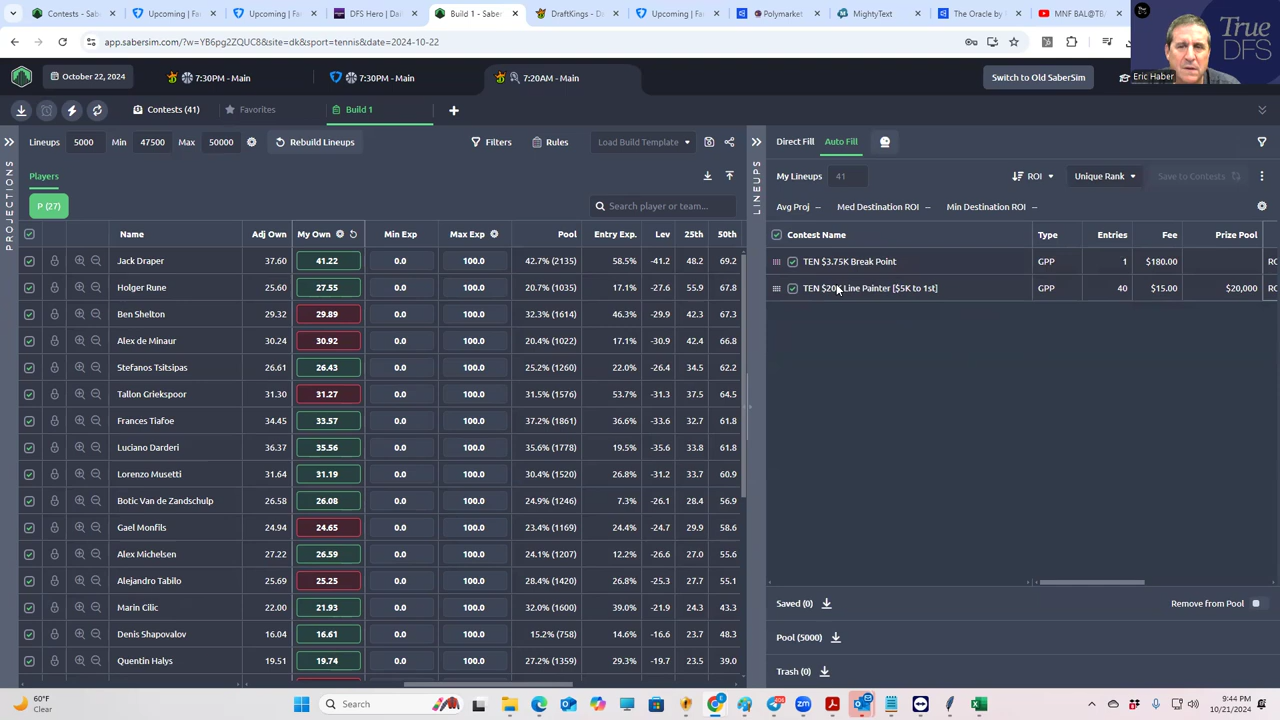 Contests - Saber
Upcoming | Fa
Upcoming | Fa
DFS Hero | Dail
Build 1 - Saber
DraftKings - D
Upcoming | Fa
Polymarket
MightyText
The Oracle by
MNF BAL@TB
app.sabersim.com/?w=YB6pg2ZQUC8&site=dk&sport=tennis&date=2024-10-22
True
DFS
Eric Haber
October 22, 2024
7:30PM - Main
7:30PM - Main
7:20AM - Main
Switch to Old SaberSim
Contests (41)
Favorites
Build 1
Lineups 5000 Min 47500 Max 50000 Rebuild Lineups Filters Rules Load Build Template
Direct Fill Auto Fill
PROJECTIONS
LINEUPS
Players
My Lineups 41 ROI Unique Rank Save to Contests
P (27)
Search player or team...
Avg Proj – Med Destination ROI – Min Destination ROI –
Name Adj Own My Own Min Exp Max Exp Pool Own Exp. Lev 25th 50th
Contest Name Type Entries Fee Prize Pool
Jack Draper 37.60 41.22 0.0 100.0 42.7% (2135) 58.5% -41.2 48.2 69.2
TEN $3.75K Break Point GPP 1 $180.00
Holger Rune 25.60 27.55 0.0 100.0 20.7% (1035) 17.1% -27.6 55.9 67.8
TEN $20K Line Painter [$5K to 1st] GPP 40 $15.00 $20,000
Ben Shelton 29.32 29.89 0.0 100.0 32.3% (1614) 46.3% -29.9 42.3 67.3
Alex de Minaur 30.24 30.92 0.0 100.0 20.4% (1022) 17.1% -30.9 42.4 66.8
Stefanos Tsitsipas 26.61 26.43 0.0 100.0 25.2% (1260) 22.0% -26.4 34.5 62.2
Tallon Griekspoor 31.30 31.27 0.0 100.0 31.5% (1576) 53.7% -31.3 37.5 64.5
Frances Tiafoe 34.45 33.57 0.0 100.0 37.2% (1861) 36.6% -33.6 32.7 61.8
Luciano Darderi 36.37 35.56 0.0 100.0 35.6% (1778) 19.5% -35.6 33.8 61.8
Lorenzo Musetti 31.64 31.19 0.0 100.0 30.4% (1520) 26.8% -31.2 33.7 60.9
Botic Van de Zandschulp 26.58 26.08 0.0 100.0 24.9% (1246) 7.3% -26.1 28.4 56.9
Gael Monfils 24.94 24.65 0.0 100.0 23.4% (1169) 24.4% -24.7 29.9 58.6
Alex Michelsen 27.22 26.59 0.0 100.0 24.1% (1207) 12.2% -26.6 27.0 55.9
Alejandro Tabilo 25.69 25.25 0.0 100.0 28.4% (1420) 26.8% -25.3 27.7 55.1
Marin Cilic 22.00 21.93 0.0 100.0 32.0% (1600) 39.0% -21.9 24.3 43.3
Saved (0) Remove from Pool
Denis Shapovalov 16.04 16.61 0.0 100.0 15.2% (758) 14.6% -16.6 23.7 48.3
Pool (5000)
Quentin Halys 19.51 19.74 0.0 100.0 27.2% (1359) 29.3% -19.7 23.5 39.0
Trash (0)
60°F
Clear
Search
9:44 PM
10/21/2024